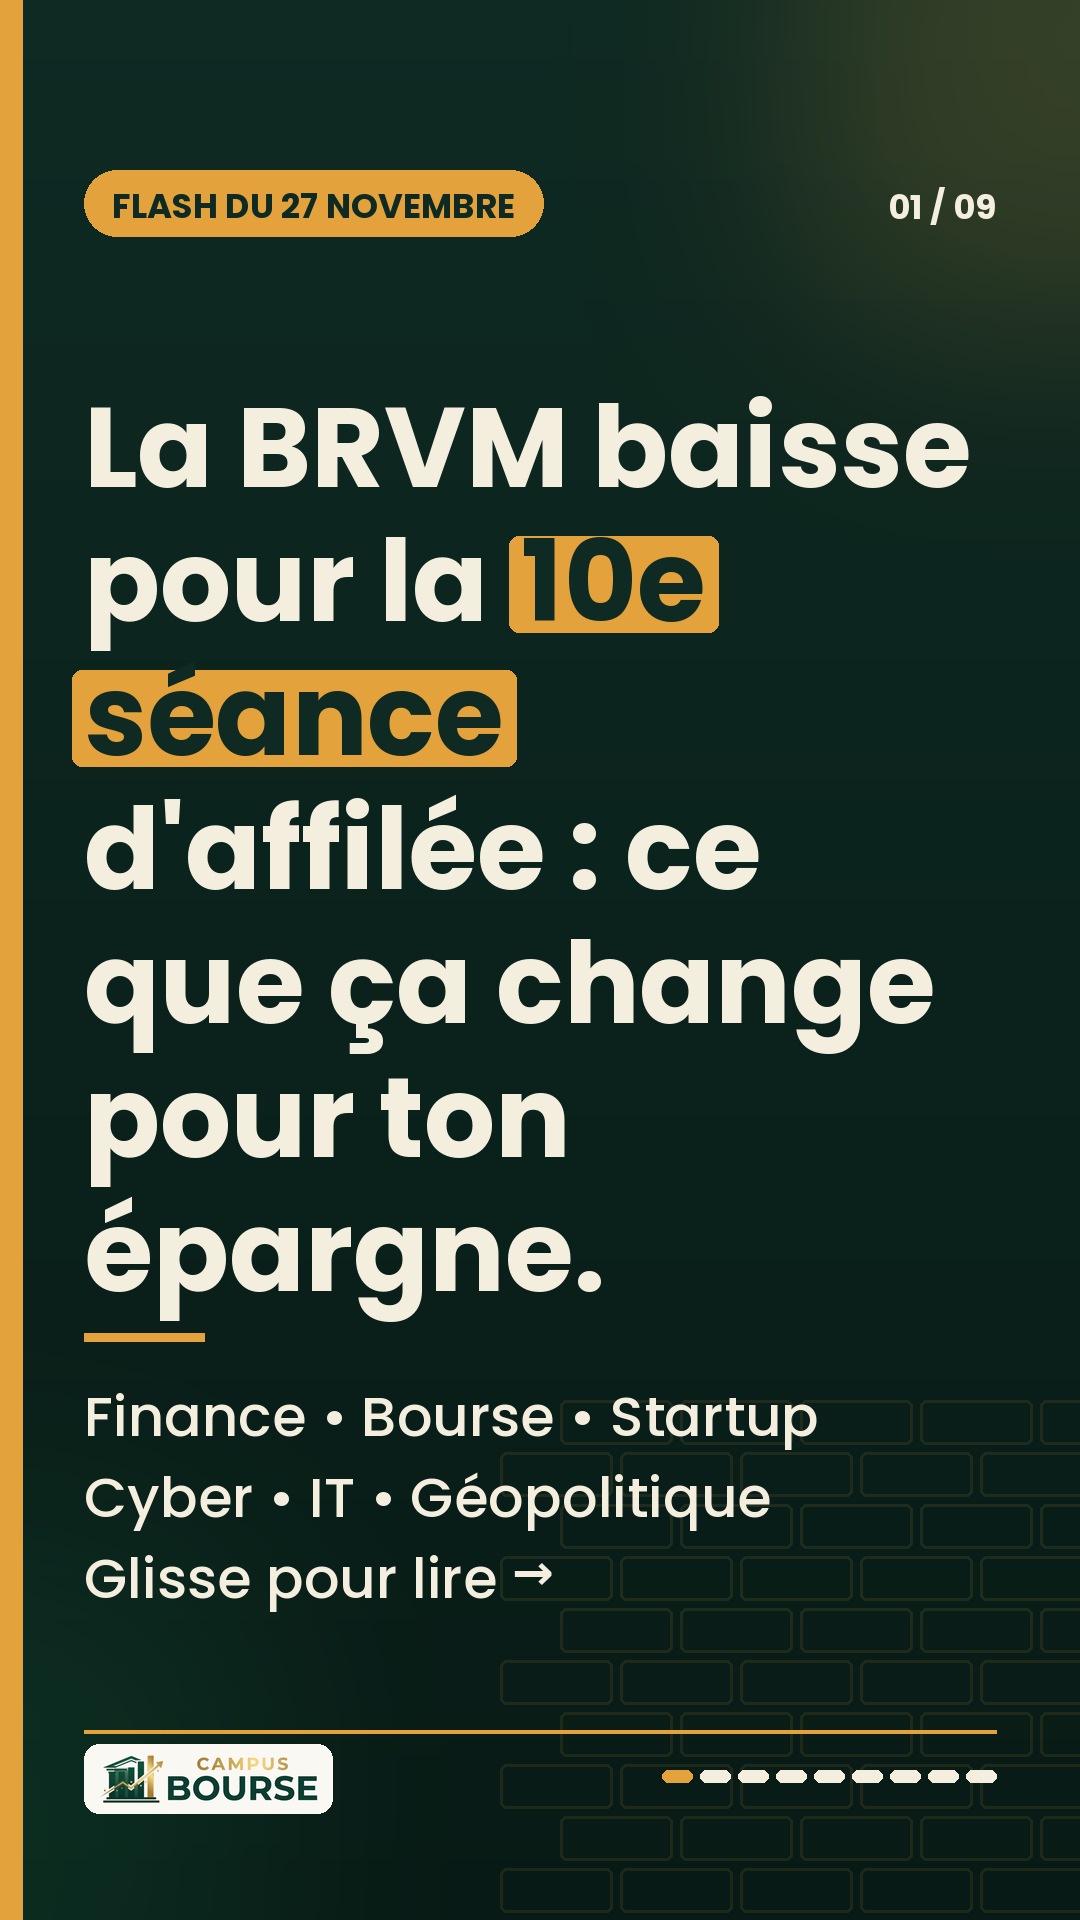 FLASH DU 27 NOVEMBRE
01 / 09
La BRVM baisse
pour la 10e
séance
d'affilée : ce
que ça change
pour ton
épargne.
Finance • Bourse • Startup
Cyber • IT • Géopolitique
Glisse pour lire →
CAMPUS
BOURSE